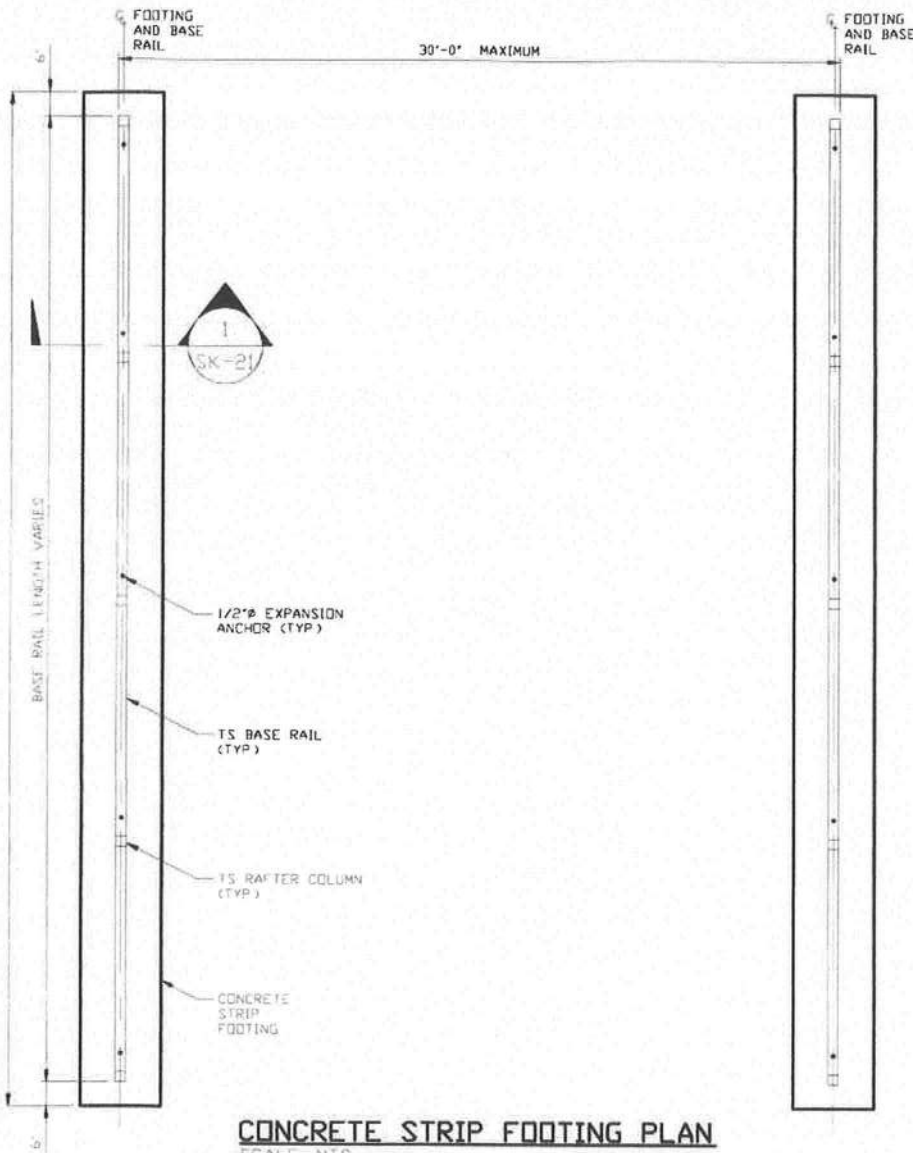 ℄ FOOTING
AND BASE
RAIL
℄ FOOTING
AND BASE
RAIL
30'-0" MAXIMUM
6"
1
SK-21
BASE RAIL LENGTH VARIES
1/2"ø EXPANSION
ANCHOR (TYP)
TS BASE RAIL
(TYP)
TS RAFTER COLUMN
(TYP)
CONCRETE
STRIP
FOOTING
6"
CONCRETE STRIP FOOTING PLAN
SCALE: NTS